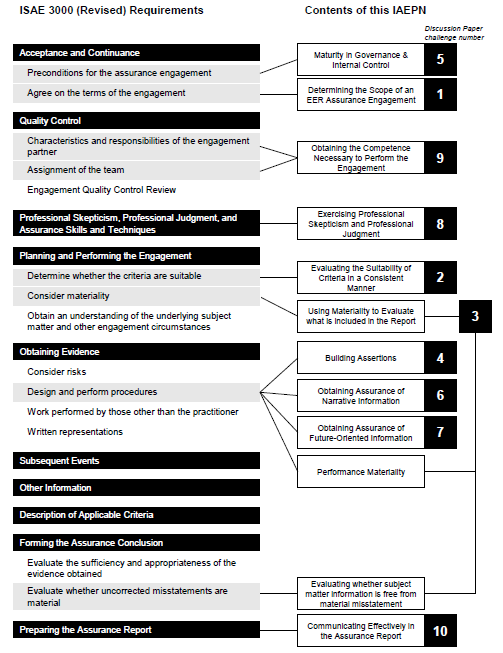 ISAE 3000 (Revised) Requirements
Contents of this IAEPN
Discussion Paper
challenge number
Acceptance and Continuance
Preconditions for the assurance engagement
Agree on the terms of the engagement
Maturity in Governance &
Internal Control
5
Determining the Scope of an
EER Assurance Engagement
1
Quality Control
Characteristics and responsibilities of the engagement
partner
Assignment of the team
Engagement Quality Control Review
Obtaining the Competence
Necessary to Perform the
Engagement
9
Professional Skepticism, Professional Judgment, and
Assurance Skills and Techniques
Exercising Professional
Skepticism and Professional
Judgment
8
Planning and Performing the Engagement
Determine whether the criteria are suitable
Consider materiality
Obtain an understanding of the underlying subject
matter and other engagement circumstances
Evaluating the Suitability of
Criteria in a Consistent
Manner
2
Using Materiality to Evaluate
what is included in the Report
3
Obtaining Evidence
Consider risks
Design and perform procedures
Work performed by those other than the practitioner
Written representations
Building Assertions
4
Obtaining Assurance of
Narrative Information
6
Obtaining Assurance of
Future-Oriented Information
7
Performance Materiality
Subsequent Events
Other Information
Description of Applicable Criteria
Forming the Assurance Conclusion
Evaluate the sufficiency and appropriateness of the
evidence obtained
Evaluate whether uncorrected misstatements are
material
Evaluating whether subject
matter information is free from
material misstatement
Preparing the Assurance Report
Communicating Effectively in
the Assurance Report
10